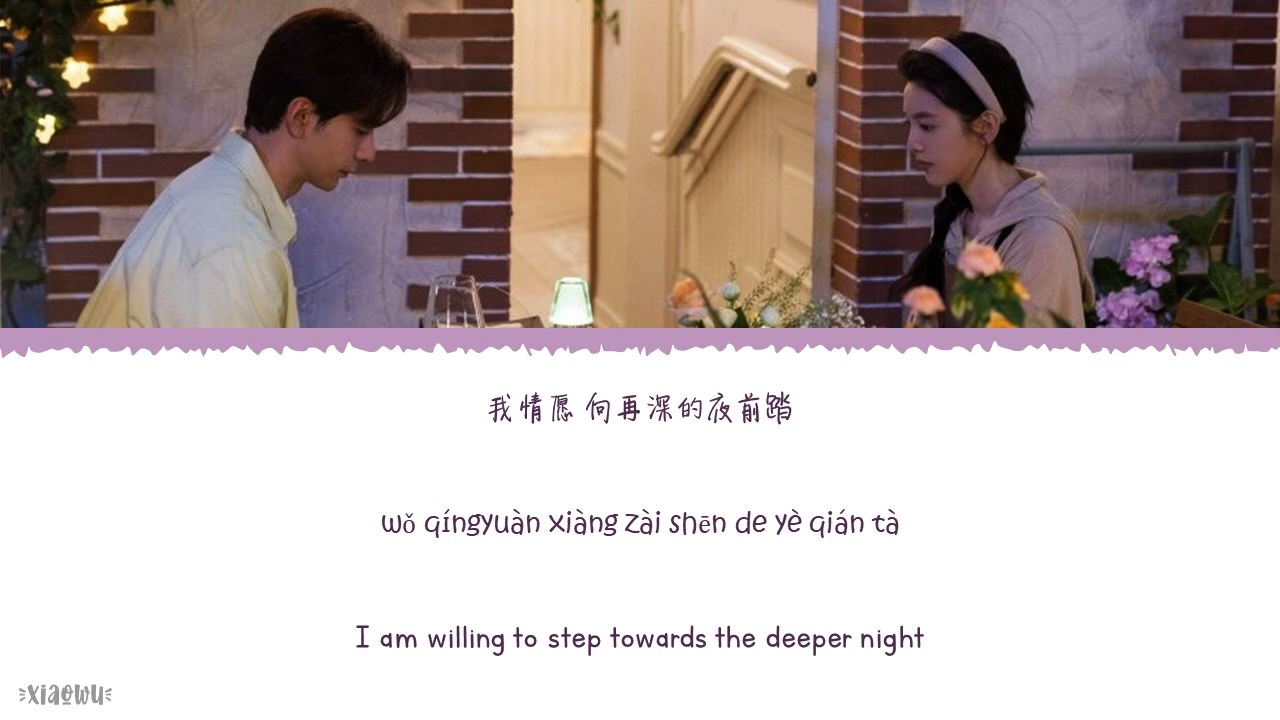 我情愿 向再深的夜前踏
wǒ qíngyuàn xiàng zài shēn de yè qián tà
I am willing to step towards the deeper night
xiaowu